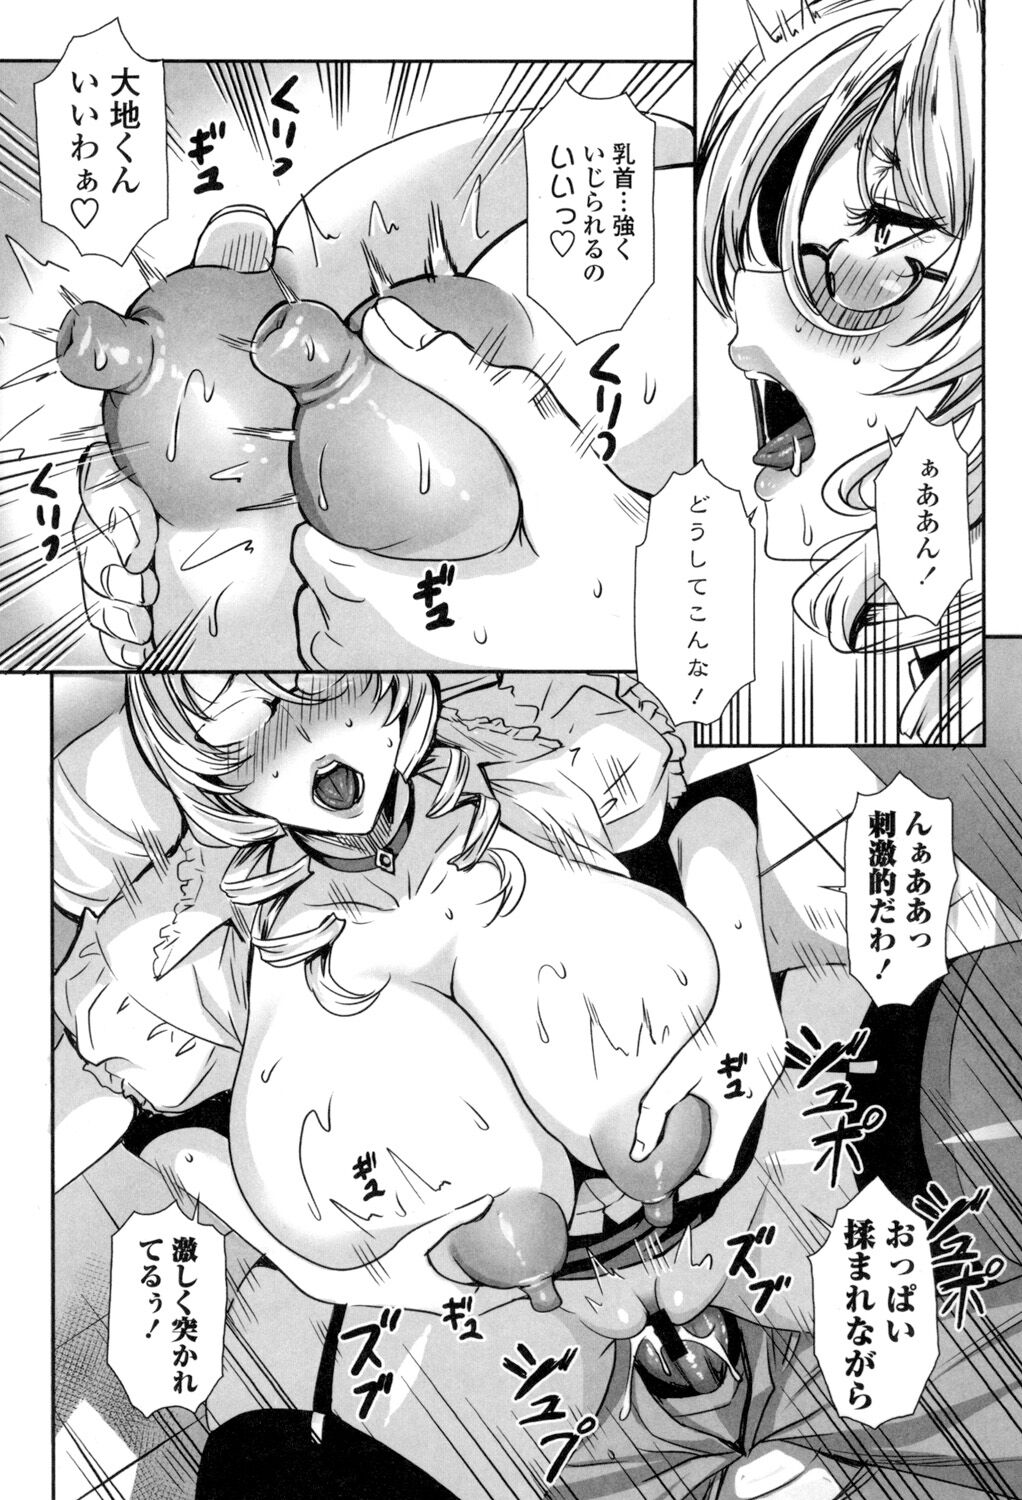 ぁああん！
どうしてこんな！
乳首…強く
いじられるの
いいっ♡
大地くん
いいわぁ♡
くりっ
ギュ
くりっ
くりっ
ギュ
んぁああっ
刺激的だわ！
おっぱい
揉まれながら
激しく突かれ
てるぅ！
ギュ
ギュ
ギュ
ジュポ
ジュポ
ズブ
ズブ
ジュプ